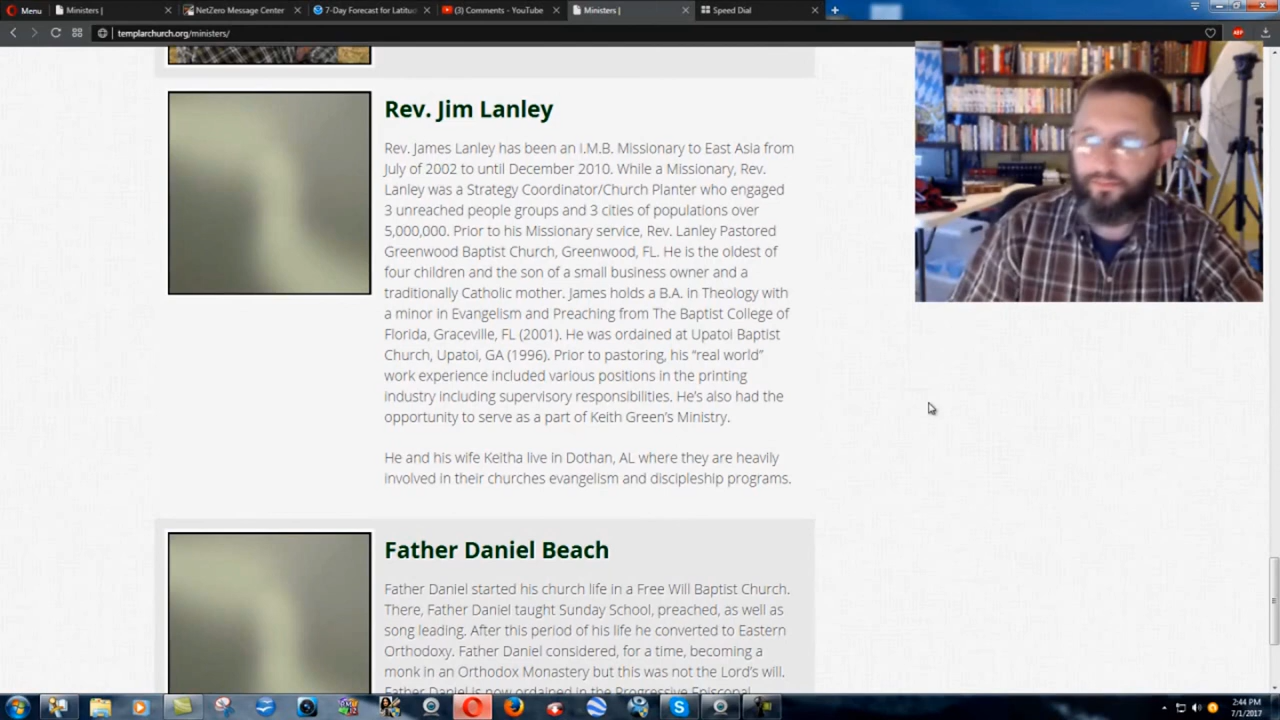 Menu
Ministers |
NetZero Message Center
7-Day Forecast for Latitud
(3) Comments - YouTube
Ministers |
Speed Dial
templarchurch.org/ministers/
ABP
Rev. Jim Lanley
Rev. James Lanley has been an I.M.B. Missionary to East Asia from
July of 2002 to until December 2010. While a Missionary, Rev.
Lanley was a Strategy Coordinator/Church Planter who engaged
3 unreached people groups and 3 cities of populations over
5,000,000. Prior to his Missionary service, Rev. Lanley Pastored
Greenwood Baptist Church, Greenwood, FL. He is the oldest of
four children and the son of a small business owner and a
traditionally Catholic mother. James holds a B.A. in Theology with
a minor in Evangelism and Preaching from The Baptist College of
Florida, Graceville, FL (2001). He was ordained at Upatoi Baptist
Church, Upatoi, GA (1996). Prior to pastoring, his “real world”
work experience included various positions in the printing
industry including supervisory responsibilities. He’s also had the
opportunity to serve as a part of Keith Green’s Ministry.
He and his wife Keitha live in Dothan, AL where they are heavily
involved in their churches evangelism and discipleship programs.
Father Daniel Beach
Father Daniel started his church life in a Free Will Baptist Church.
There, Father Daniel taught Sunday School, preached, as well as
song leading. After this period of his life he converted to Eastern
Orthodoxy. Father Daniel considered, for a time, becoming a
monk in an Orthodox Monastery but this was not the Lord’s will.
Father Daniel is now ordained in the Progressive Episcopal
2:44 PM
7/1/2017